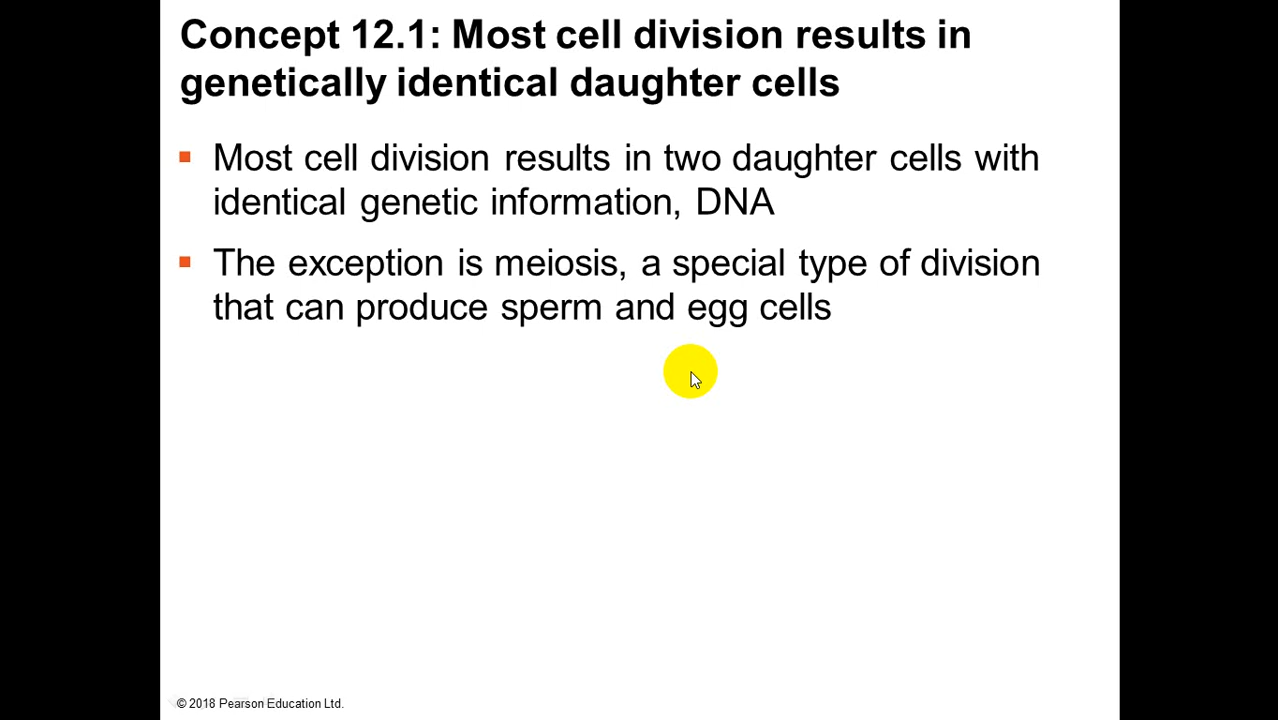 Concept 12.1: Most cell division results in
genetically identical daughter cells
Most cell division results in two daughter cells with
identical genetic information, DNA
The exception is meiosis, a special type of division
that can produce sperm and egg cells
© 2018 Pearson Education Ltd.